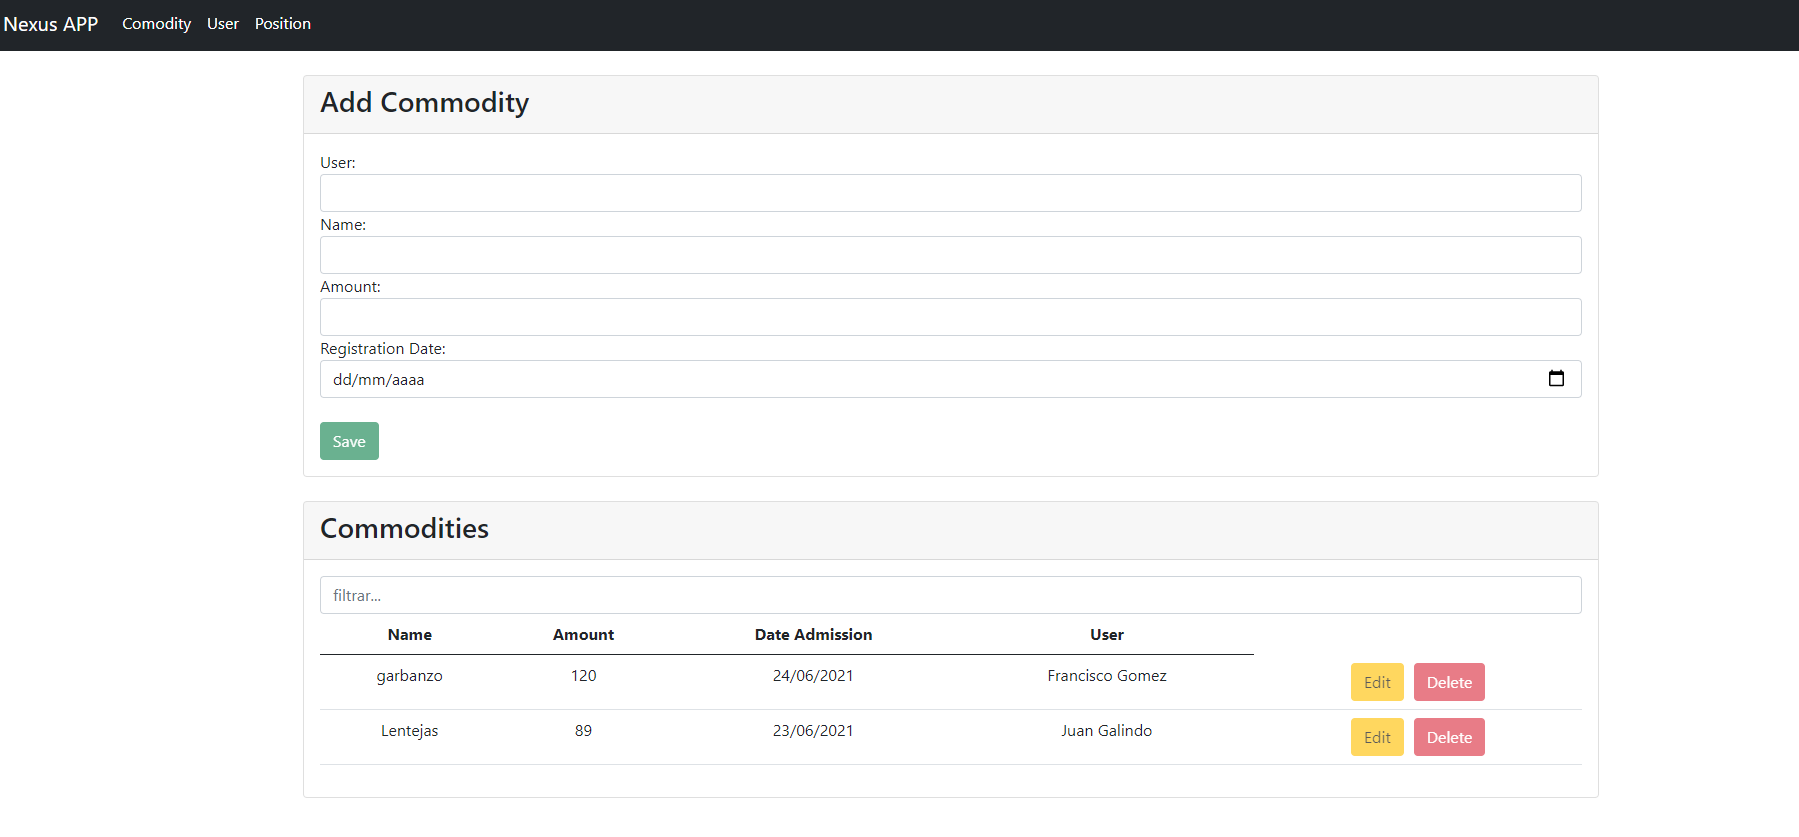 Nexus APP Comodity User Position
Add Commodity
User:
Name:
Amount:
Registration Date:
dd/mm/aaaa
Save
Commodities
filtrar...
Name Amount Date Admission User
garbanzo 120 24/06/2021 Francisco Gomez Edit Delete
Lentejas 89 23/06/2021 Juan Galindo Edit Delete